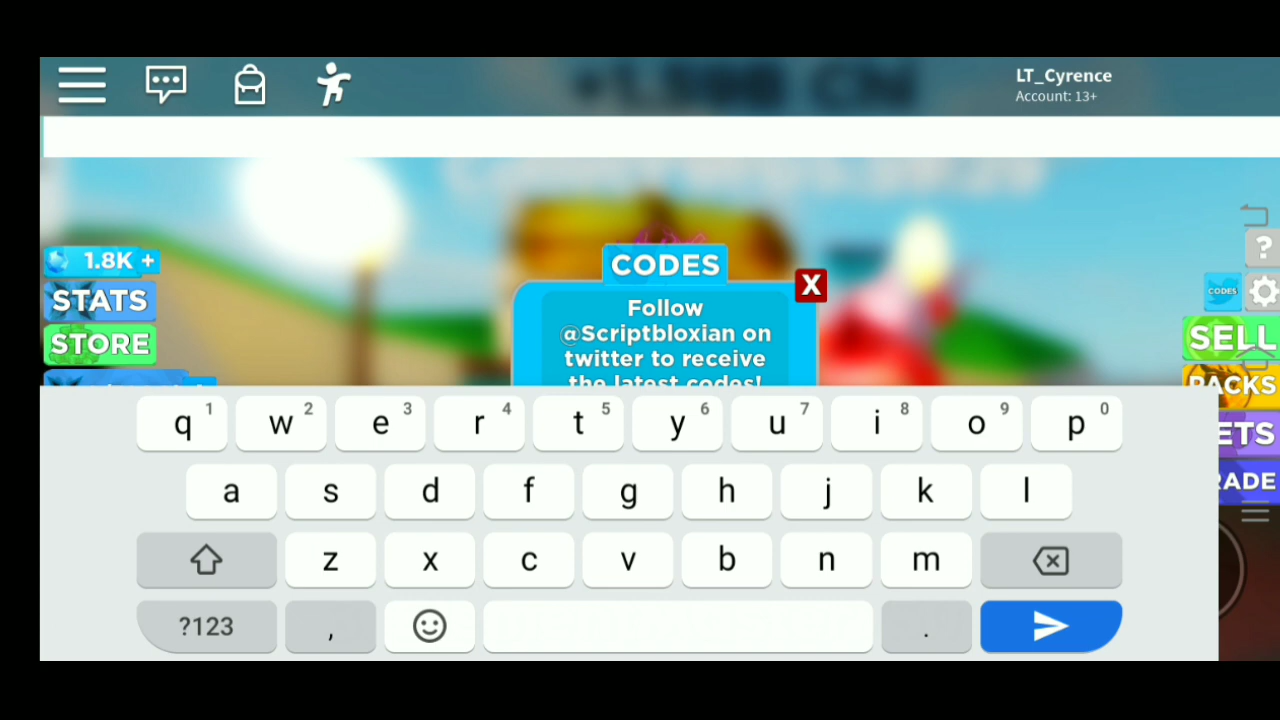 LT_Cyrence
Account: 13+
1.8K +
STATS
STORE
CODES
X
Follow
@Scriptbloxian on
twitter to receive
the latest codes!
?
CODES
SELL
PACKS
ETS
RADE
q 1 w 2 e 3 r 4 t 5 y 6 u 7 i 8 o 9 p 0
a s d f g h j k l
z x c v b n m
?123 , .